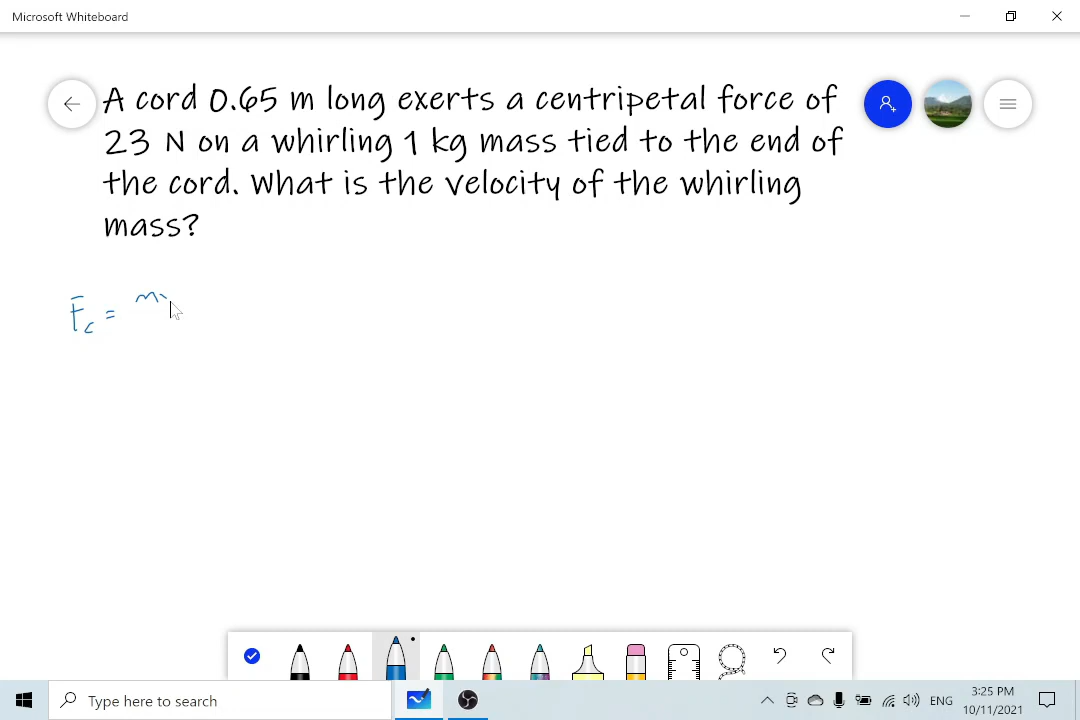 Microsoft Whiteboard
A cord 0.65 m long exerts a centripetal force of
23 N on a whirling 1 kg mass tied to the end of
the cord. What is the velocity of the whirling
mass?
Fc = m
Type here to search
ENG
3:25 PM
10/11/2021